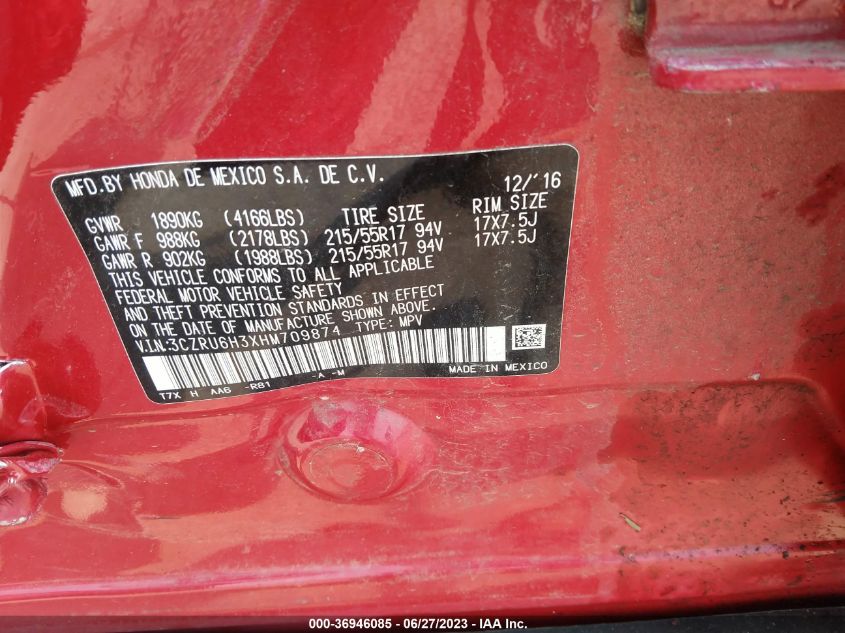 MFD.BY HONDA DE MEXICO S.A. DE C.V. 12/'16
GVWR 1890KG (4166LBS) TIRE SIZE RIM SIZE
GAWR F 988KG (2178LBS) 215/55R17 94V 17X7.5J
GAWR R 902KG (1988LBS) 215/55R17 94V 17X7.5J
THIS VEHICLE CONFORMS TO ALL APPLICABLE
FEDERAL MOTOR VEHICLE SAFETY
AND THEFT PREVENTION STANDARDS IN EFFECT
ON THE DATE OF MANUFACTURE SHOWN ABOVE.
VIN:3CZRU6H3XHM709874 TYPE: MPV
T7X H AA6 -R81 -A -M MADE IN MEXICO
000-36946085 - 06/27/2023 - IAA Inc.